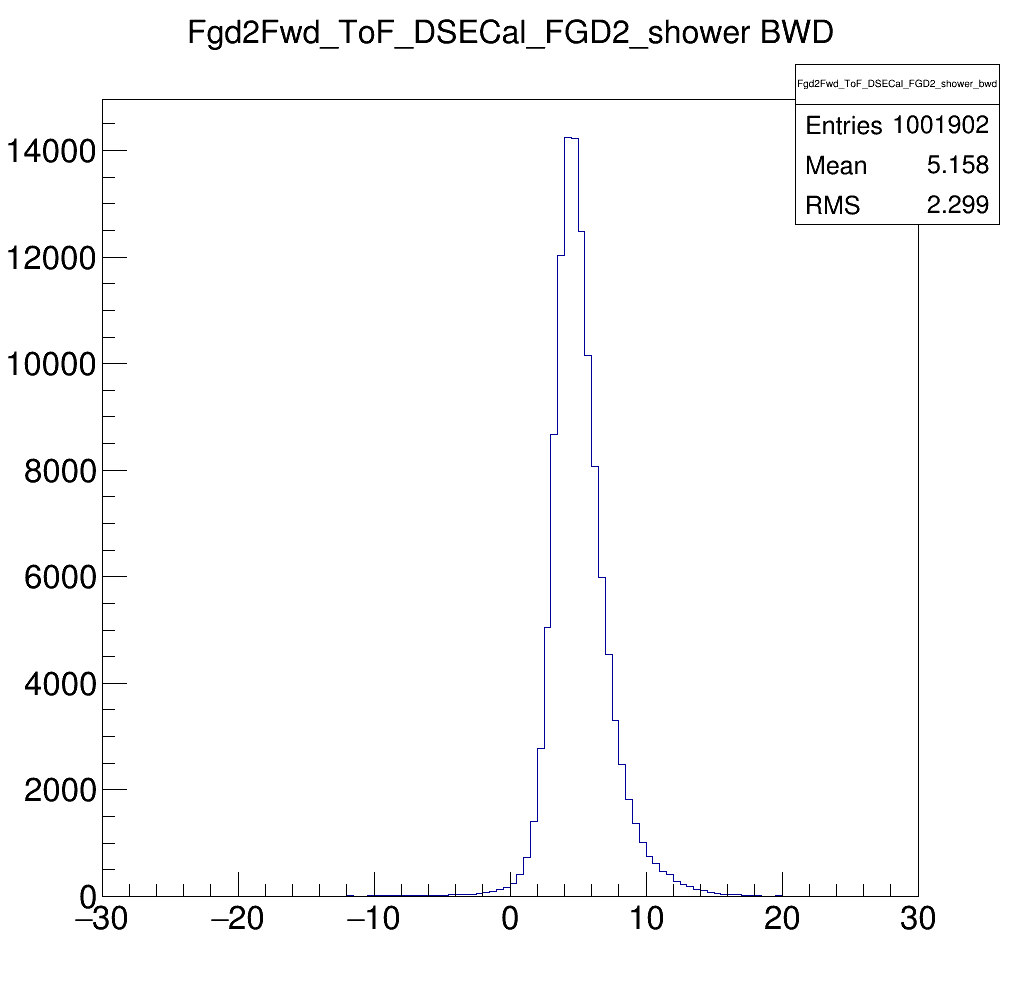 Fgd2Fwd_ToF_DSECal_FGD2_shower BWD
Fgd2Fwd_ToF_DSECal_FGD2_shower_bwd
Entries 1001902
Mean 5.158
RMS 2.299
14000
12000
10000
8000
6000
4000
2000
0
−30 −20 −10 0 10 20 30